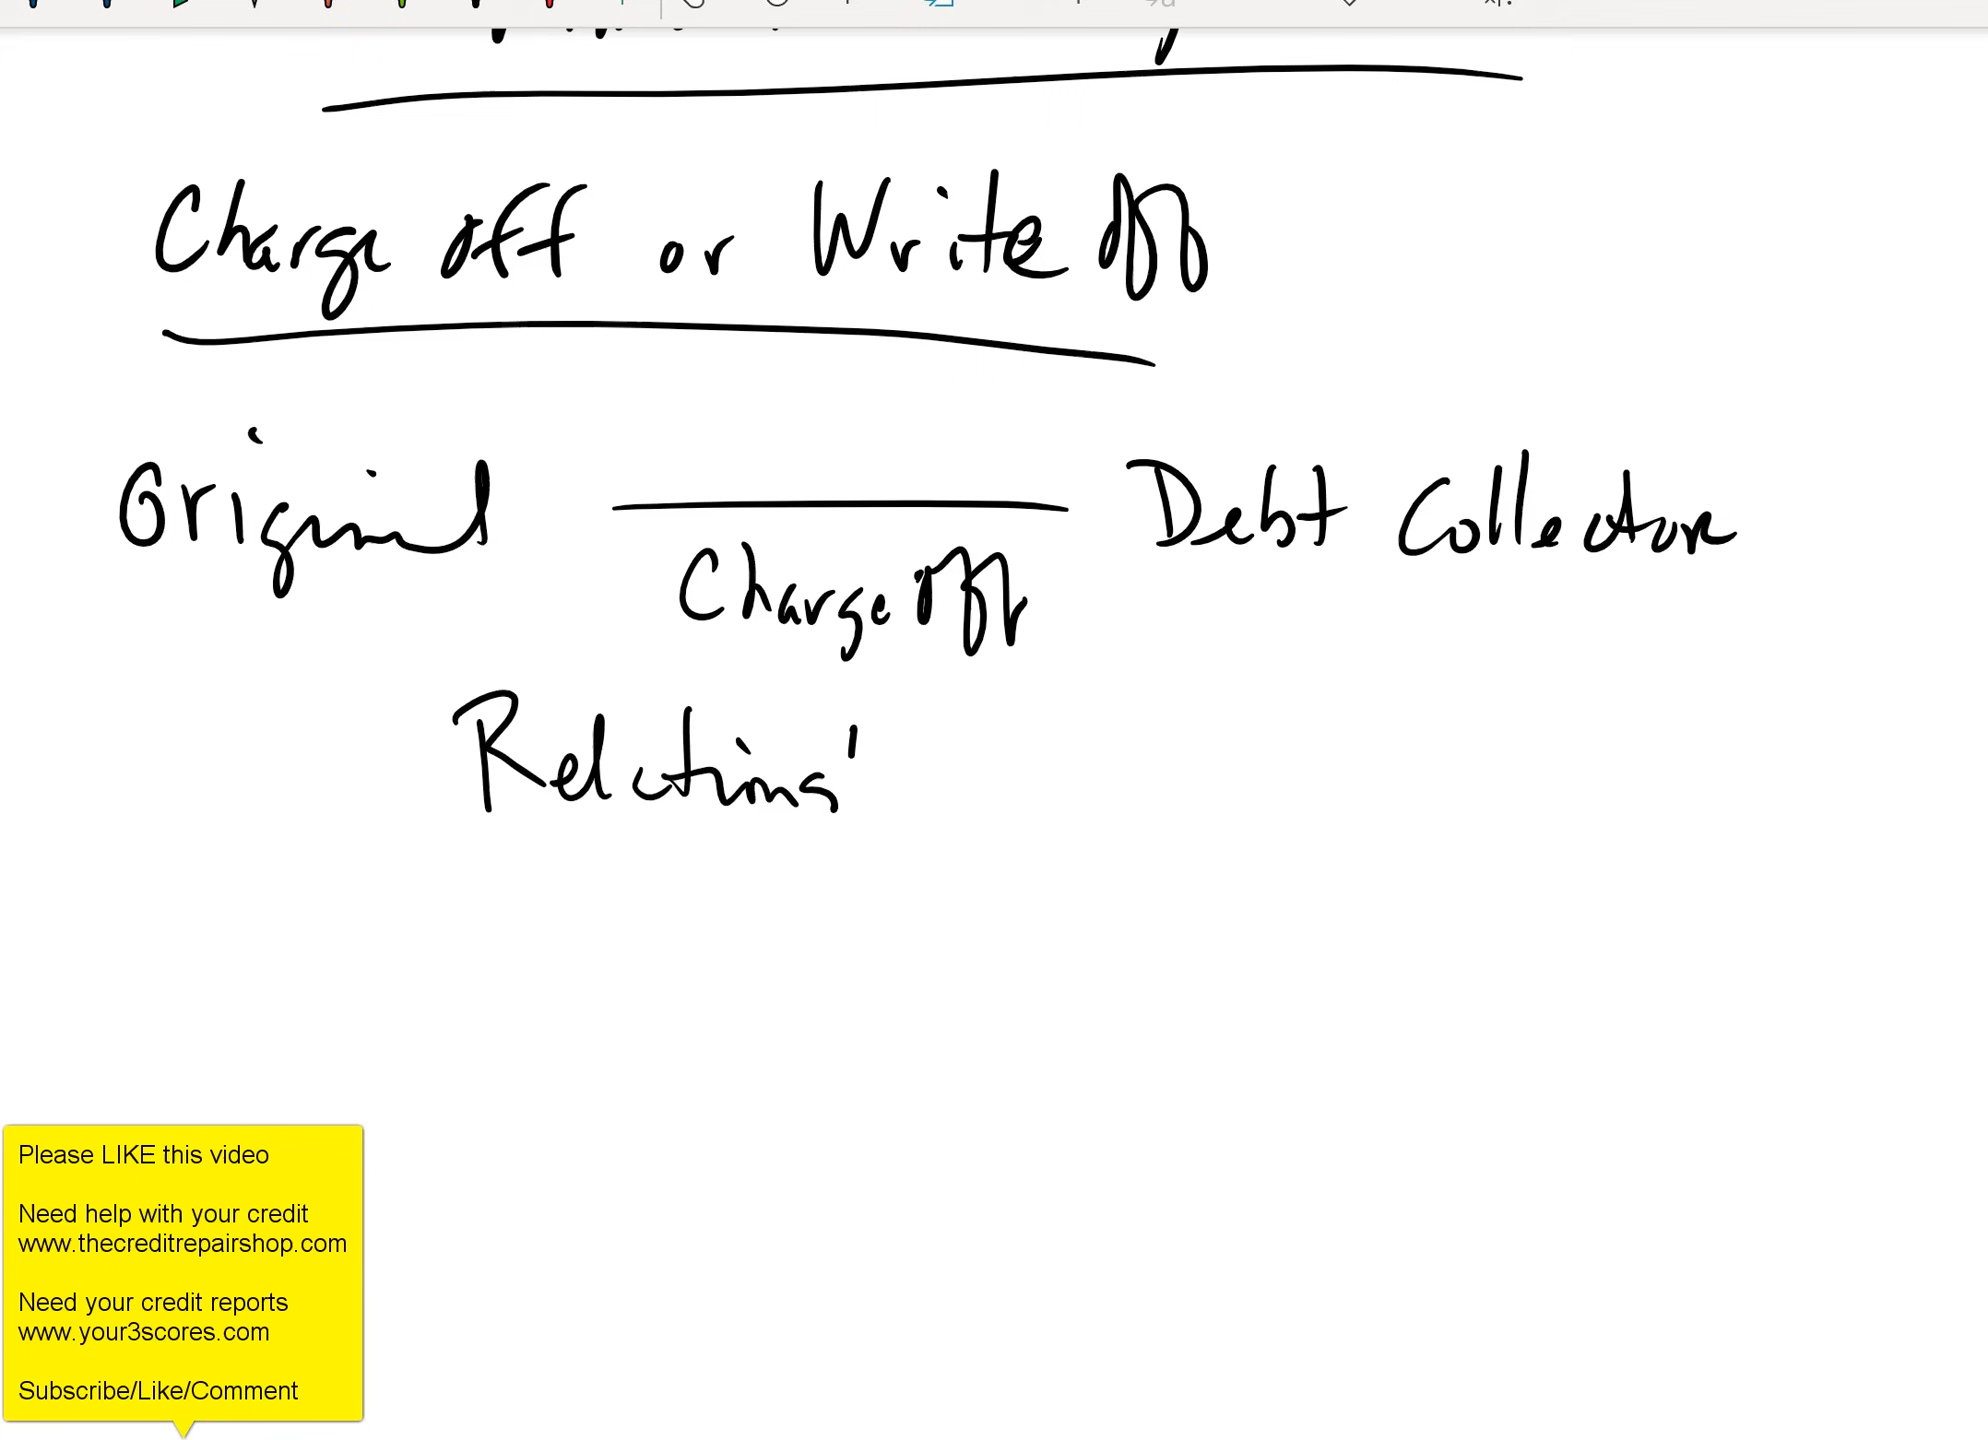 Charge off or Write off
Original Debt Collector
Charge off
Relations'
Please LIKE this video
Need help with your credit
www.thecreditrepairshop.com
Need your credit reports
www.your3scores.com
Subscribe/Like/Comment